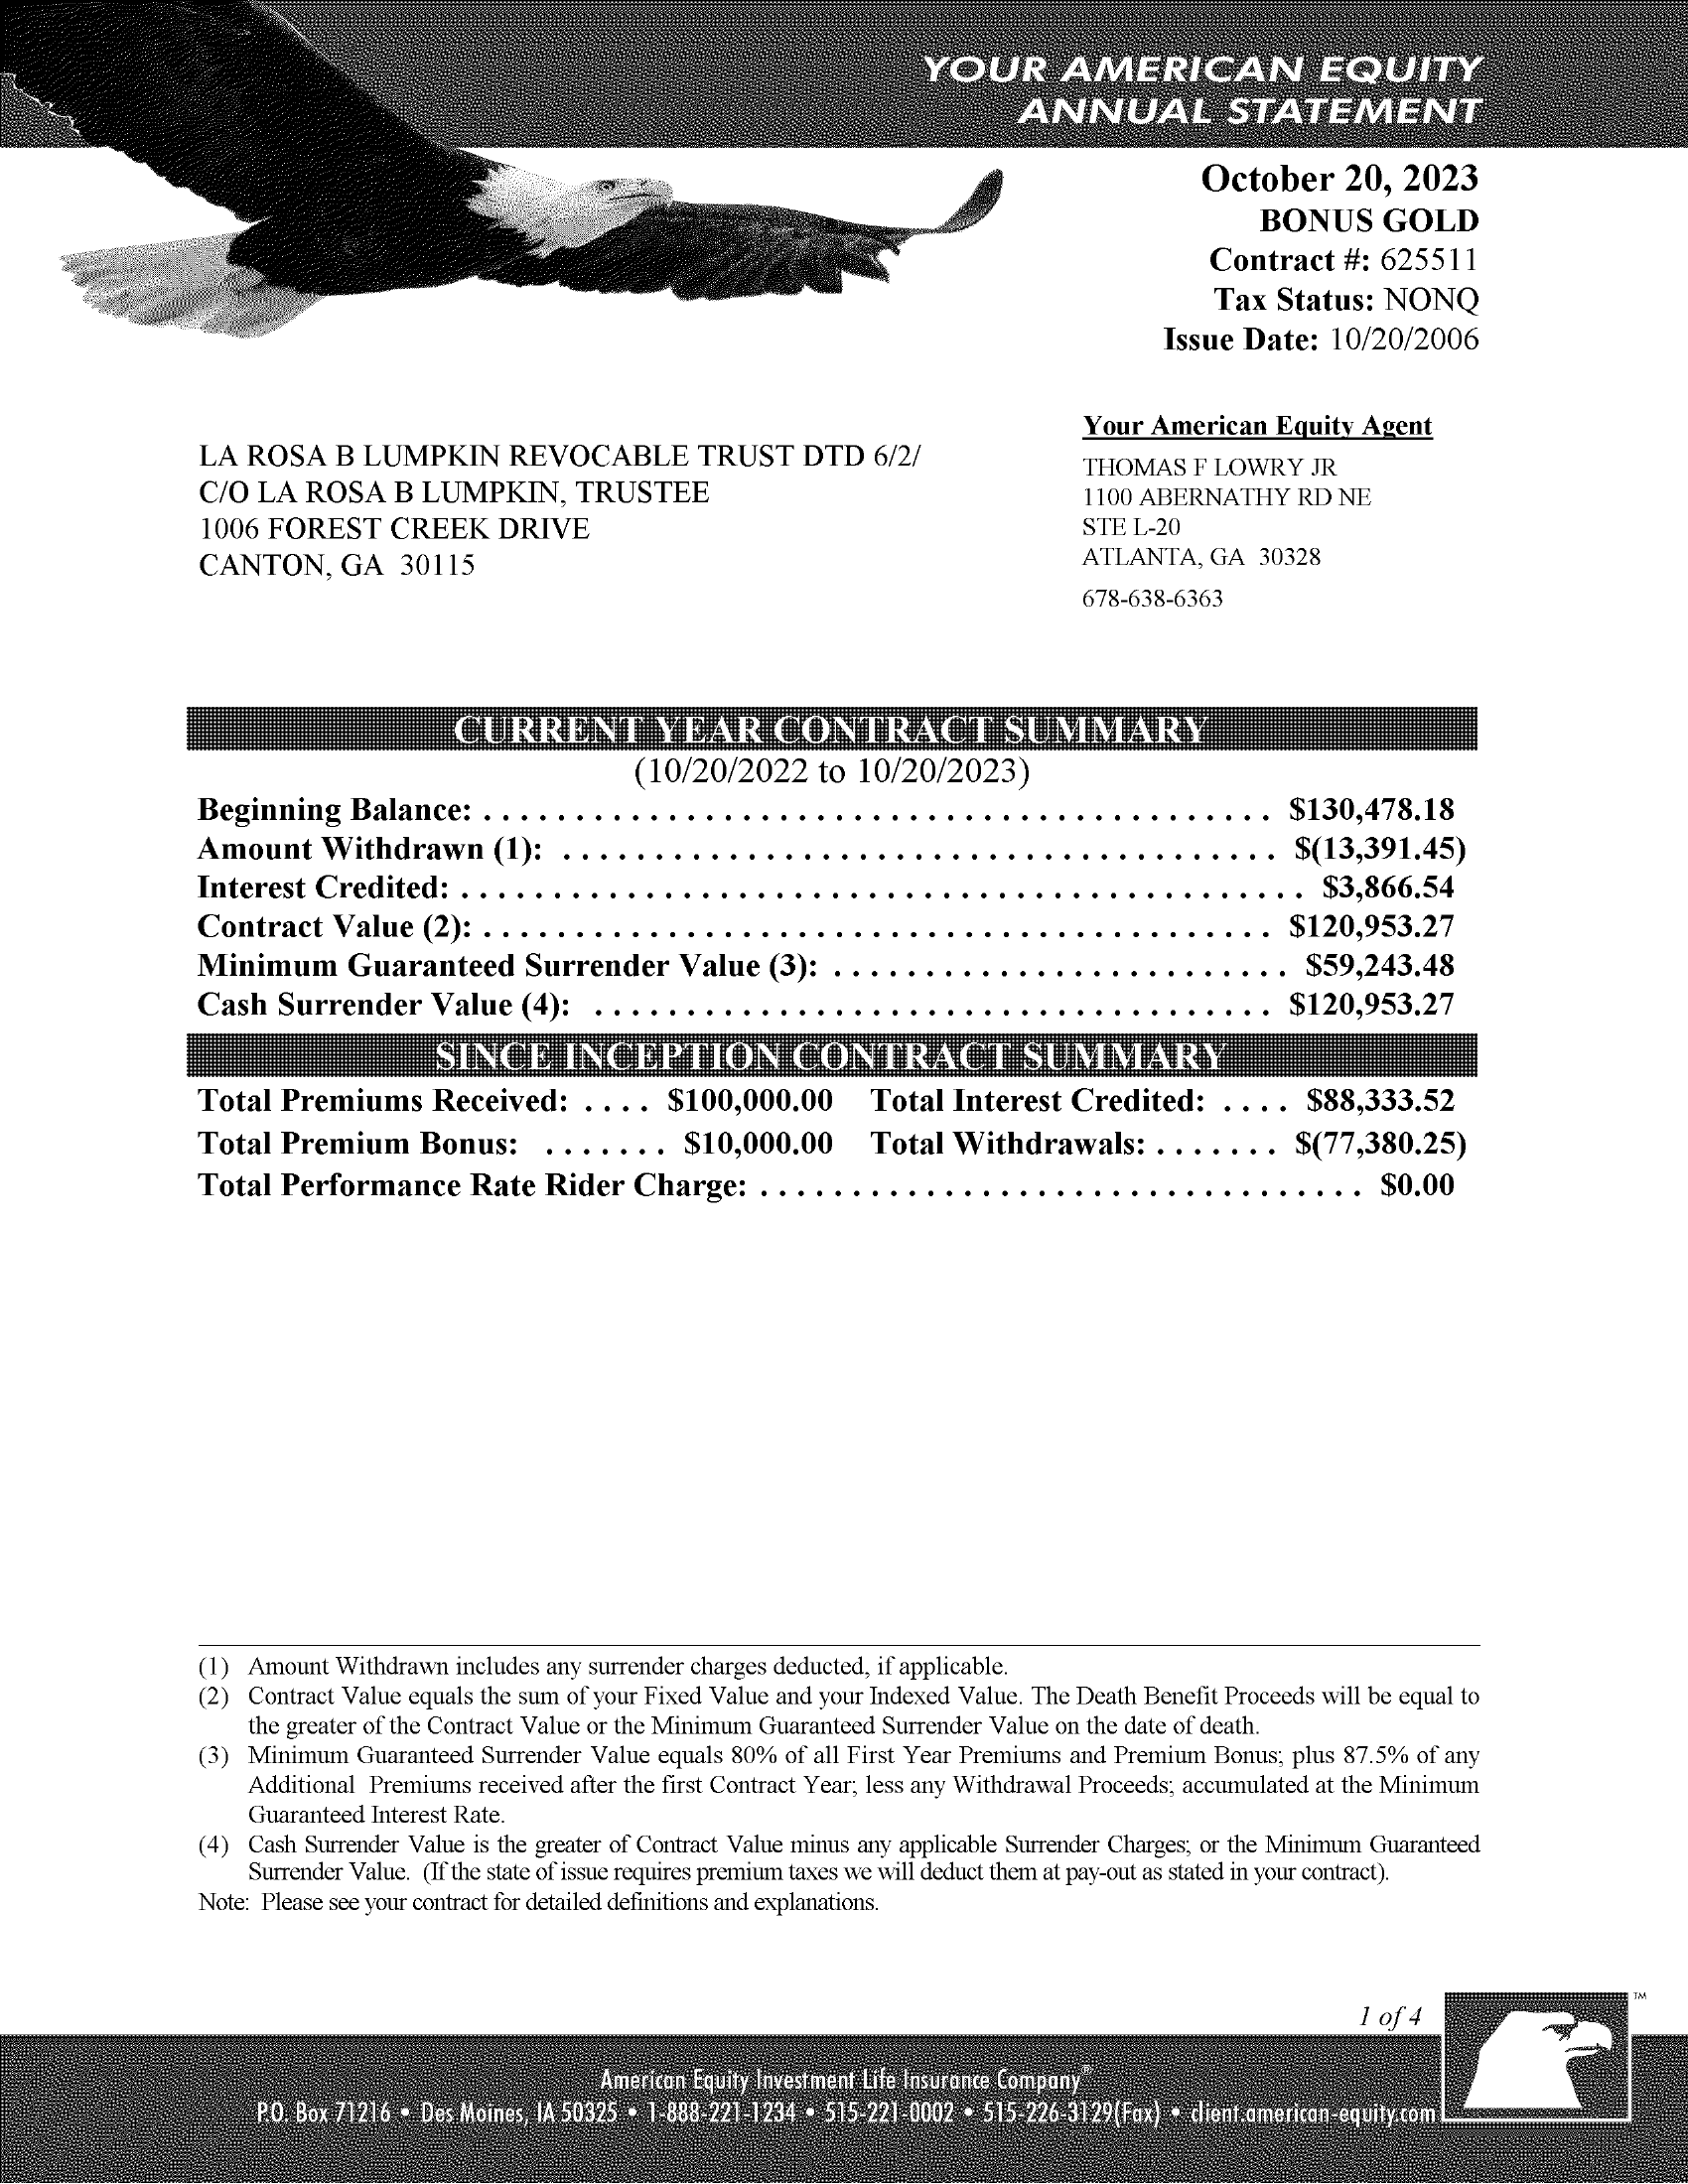 YOUR AMERICAN EQUITY
ANNUAL STATEMENT
October 20, 2023
BONUS GOLD
Contract #: 625511
Tax Status: NONQ
Issue Date: 10/20/2006
Your American Equity Agent
LA ROSA B LUMPKIN REVOCABLE TRUST DTD 6/2/
C/O LA ROSA B LUMPKIN, TRUSTEE
1006 FOREST CREEK DRIVE
CANTON, GA 30115
THOMAS F LOWRY JR
1100 ABERNATHY RD NE
STE L-20
ATLANTA, GA 30328
678-638-6363
CURRENT YEAR CONTRACT SUMMARY
(10/20/2022 to 10/20/2023)
Beginning Balance: . . . . . . . . . . . . . . . . . . . . . . . . . . . . . . . . . . . . . . . . . . . $130,478.18
Amount Withdrawn (1): . . . . . . . . . . . . . . . . . . . . . . . . . . . . . . . . . . . . . . . $(13,391.45)
Interest Credited: . . . . . . . . . . . . . . . . . . . . . . . . . . . . . . . . . . . . . . . . . . . . . . $3,866.54
Contract Value (2): . . . . . . . . . . . . . . . . . . . . . . . . . . . . . . . . . . . . . . . . . . . $120,953.27
Minimum Guaranteed Surrender Value (3): . . . . . . . . . . . . . . . . . . . . . . . . . $59,243.48
Cash Surrender Value (4): . . . . . . . . . . . . . . . . . . . . . . . . . . . . . . . . . . . . . $120,953.27
SINCE INCEPTION CONTRACT SUMMARY
Total Premiums Received: . . . . $100,000.00 Total Interest Credited: . . . . $88,333.52
Total Premium Bonus: . . . . . . . $10,000.00 Total Withdrawals: . . . . . . . $(77,380.25)
Total Performance Rate Rider Charge: . . . . . . . . . . . . . . . . . . . . . . . . . . . . . . . . . $0.00
(1) Amount Withdrawn includes any surrender charges deducted, if applicable.
(2) Contract Value equals the sum of your Fixed Value and your Indexed Value. The Death Benefit Proceeds will be equal to
the greater of the Contract Value or the Minimum Guaranteed Surrender Value on the date of death.
(3) Minimum Guaranteed Surrender Value equals 80% of all First Year Premiums and Premium Bonus; plus 87.5% of any
Additional Premiums received after the first Contract Year; less any Withdrawal Proceeds; accumulated at the Minimum
Guaranteed Interest Rate.
(4) Cash Surrender Value is the greater of Contract Value minus any applicable Surrender Charges; or the Minimum Guaranteed
Surrender Value. (If the state of issue requires premium taxes we will deduct them at pay-out as stated in your contract).
Note: Please see your contract for detailed definitions and explanations.
1 of 4
TM
American Equity Investment Life Insurance Company®
P.O. Box 71216 • Des Moines, IA 50325 • 1-888-221-1234 • 515-221-0002 • 515-226-3129(Fax) • client.american-equity.com